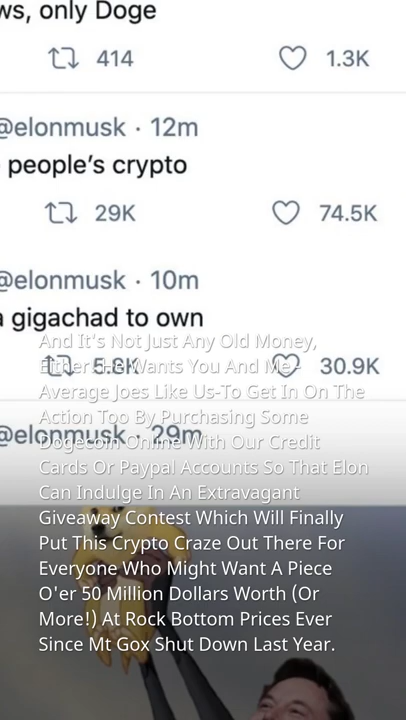 ws, only Doge
414 1.3K
@elonmusk · 12m
people's crypto
29K 74.5K
@elonmusk · 10m
a gigachad to own
5.8K 30.9K
@elonmusk · 29m
And It's Not Just Any Old Money,
Either-He Wants You And Me-
Average Joes Like Us-To Get In On The
Action Too By Purchasing Some
Dogecoin Online With Our Credit
Cards Or Paypal Accounts So That Elon
Can Indulge In An Extravagant
Giveaway Contest Which Will Finally
Put This Crypto Craze Out There For
Everyone Who Might Want A Piece
O'er 50 Million Dollars Worth (Or
More!) At Rock Bottom Prices Ever
Since Mt Gox Shut Down Last Year.